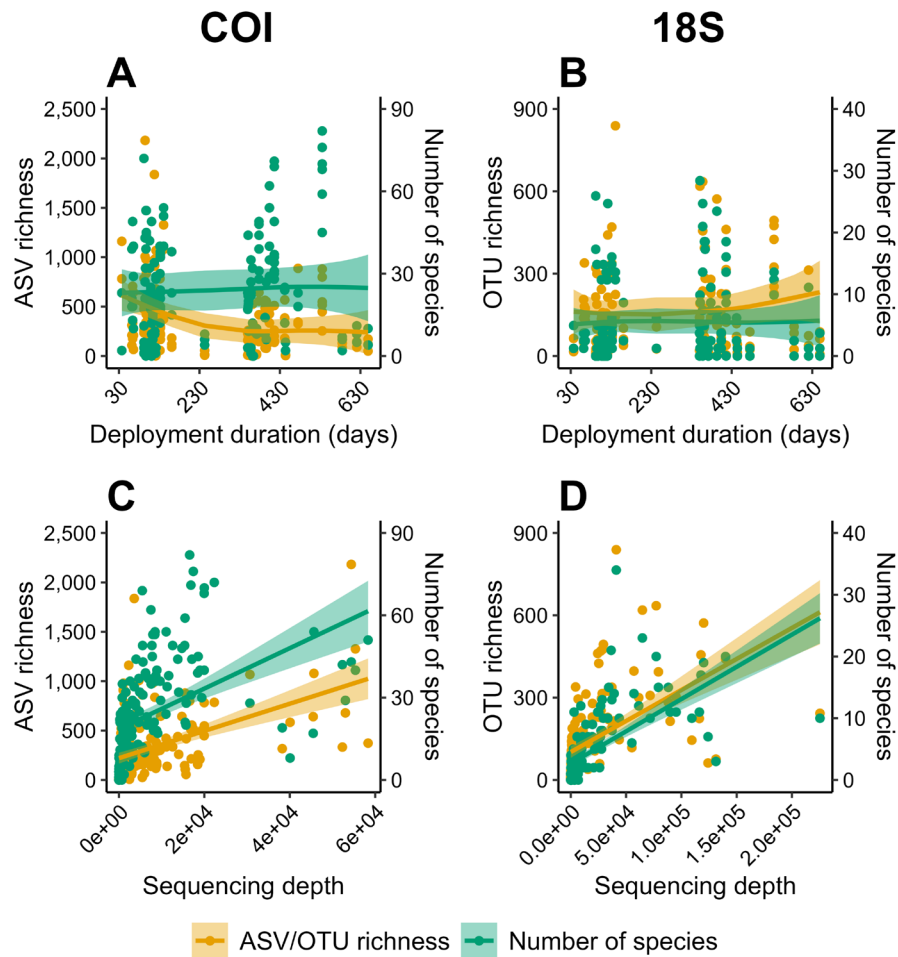 COI
18S
A
B
2,500
2,000
1,500
1,000
500
0
ASV richness
90
60
30
0
Number of species
900
600
300
0
OTU richness
40
30
20
10
0
Number of species
30
230
430
630
Deployment duration (days)
30
230
430
630
Deployment duration (days)
C
D
2,500
2,000
1,500
1,000
500
0
ASV richness
90
60
30
0
Number of species
900
600
300
0
OTU richness
40
30
20
10
0
Number of species
0e+00
2e+04
4e+04
6e+04
Sequencing depth
0.0e+00
5.0e+04
1.0e+05
1.5e+05
2.0e+05
Sequencing depth
ASV/OTU richness
Number of species